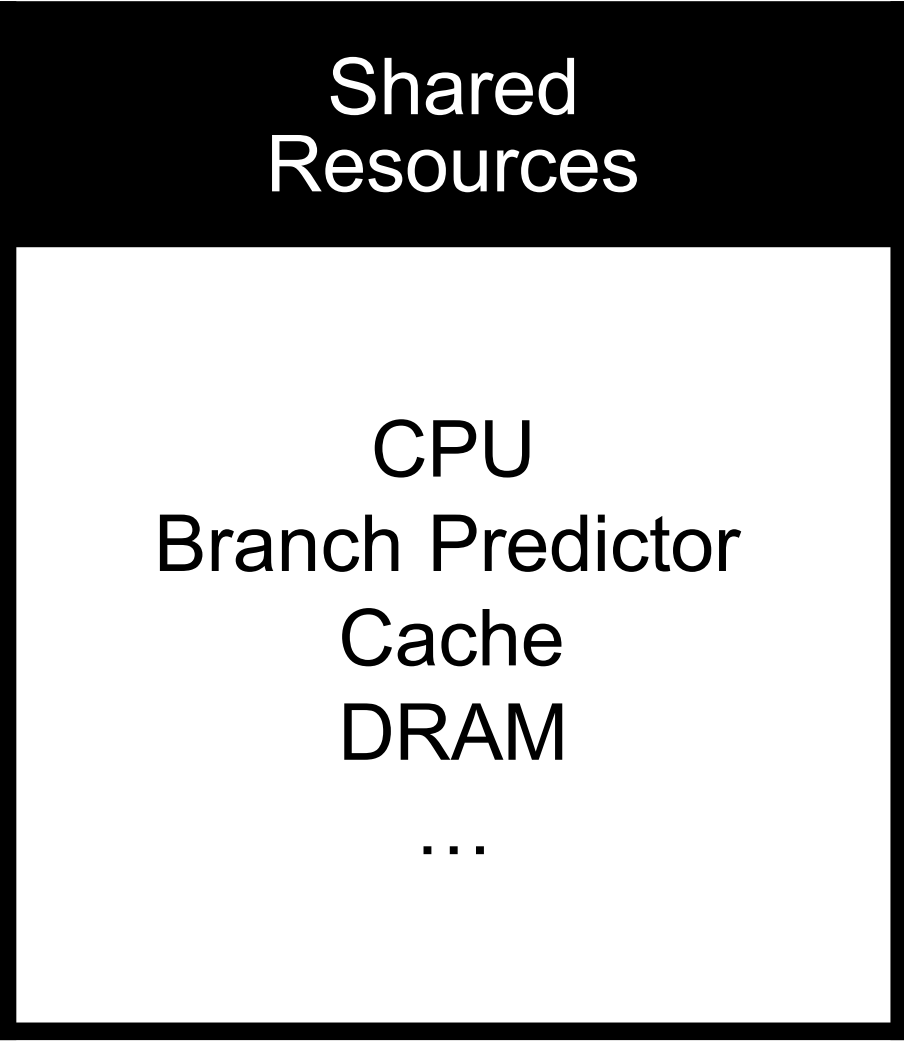 Shared
Resources
CPU
Branch Predictor
Cache
DRAM
…